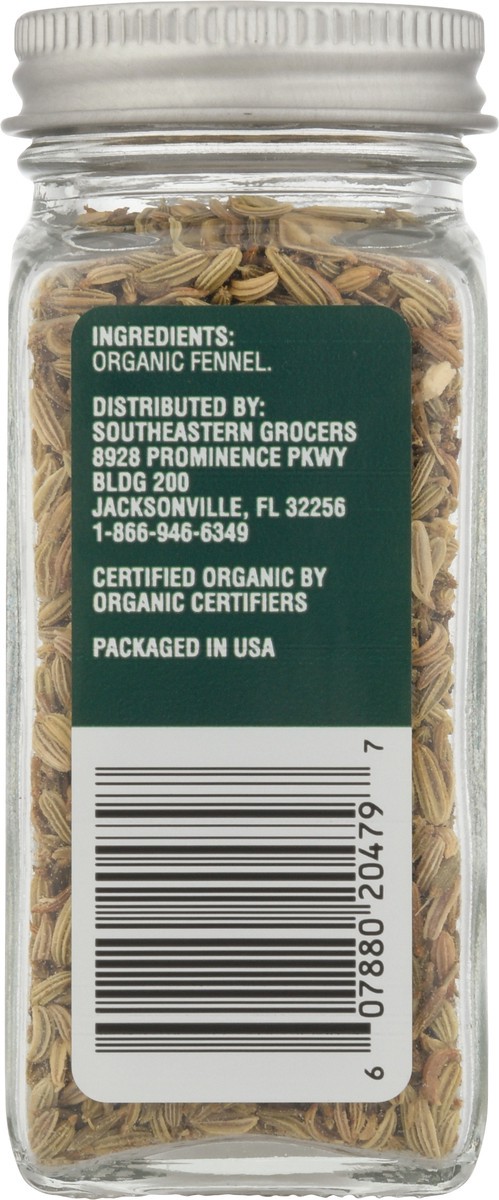 INGREDIENTS:
ORGANIC FENNEL.
DISTRIBUTED BY:
SOUTHEASTERN GROCERS
8928 PROMINENCE PKWY
BLDG 200
JACKSONVILLE, FL 32256
1-866-946-6349
CERTIFIED ORGANIC BY
ORGANIC CERTIFIERS
PACKAGED IN USA
6 07880 20479 7